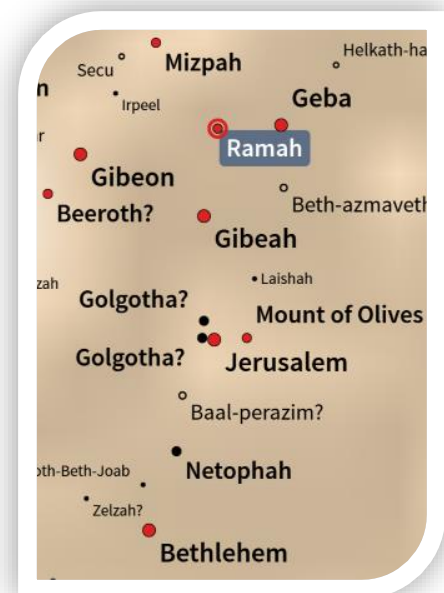 Helkath-ha
Secu
Mizpah
n
Geba
Irpeel
r
Ramah
Gibeon
Beth-azmaveth
Beeroth?
Gibeah
Laishah
zah
Golgotha?
Mount of Olives
Golgotha?
Jerusalem
Baal-perazim?
oth-Beth-Joab
Netophah
Zelzah?
Bethlehem